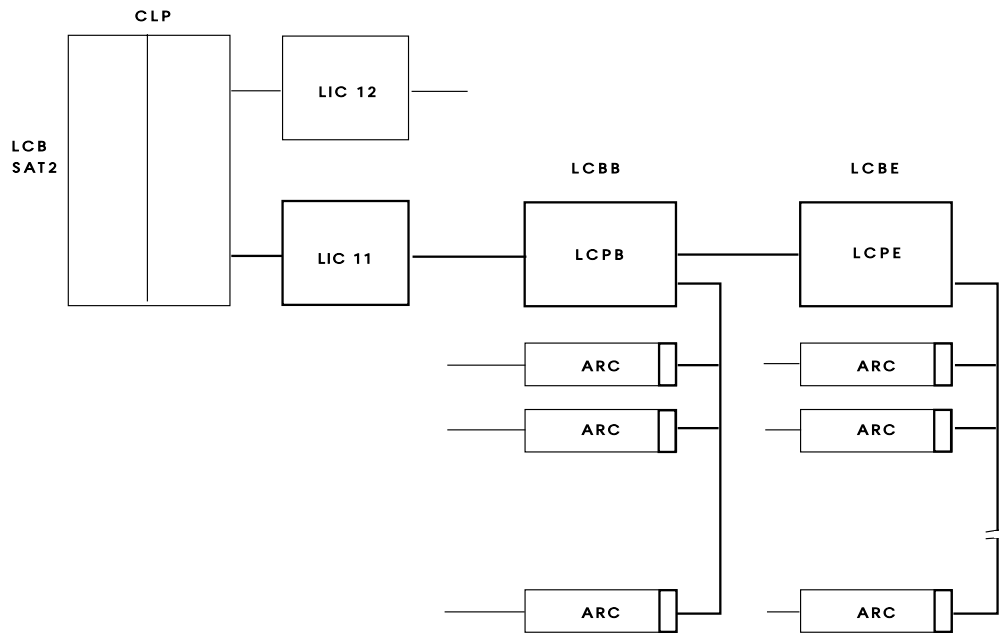 CLP
LIC 12
LCB
SAT2
LCBB
LCBE
LIC 11
LCPB
LCPE
ARC
ARC
ARC
ARC
ARC
ARC